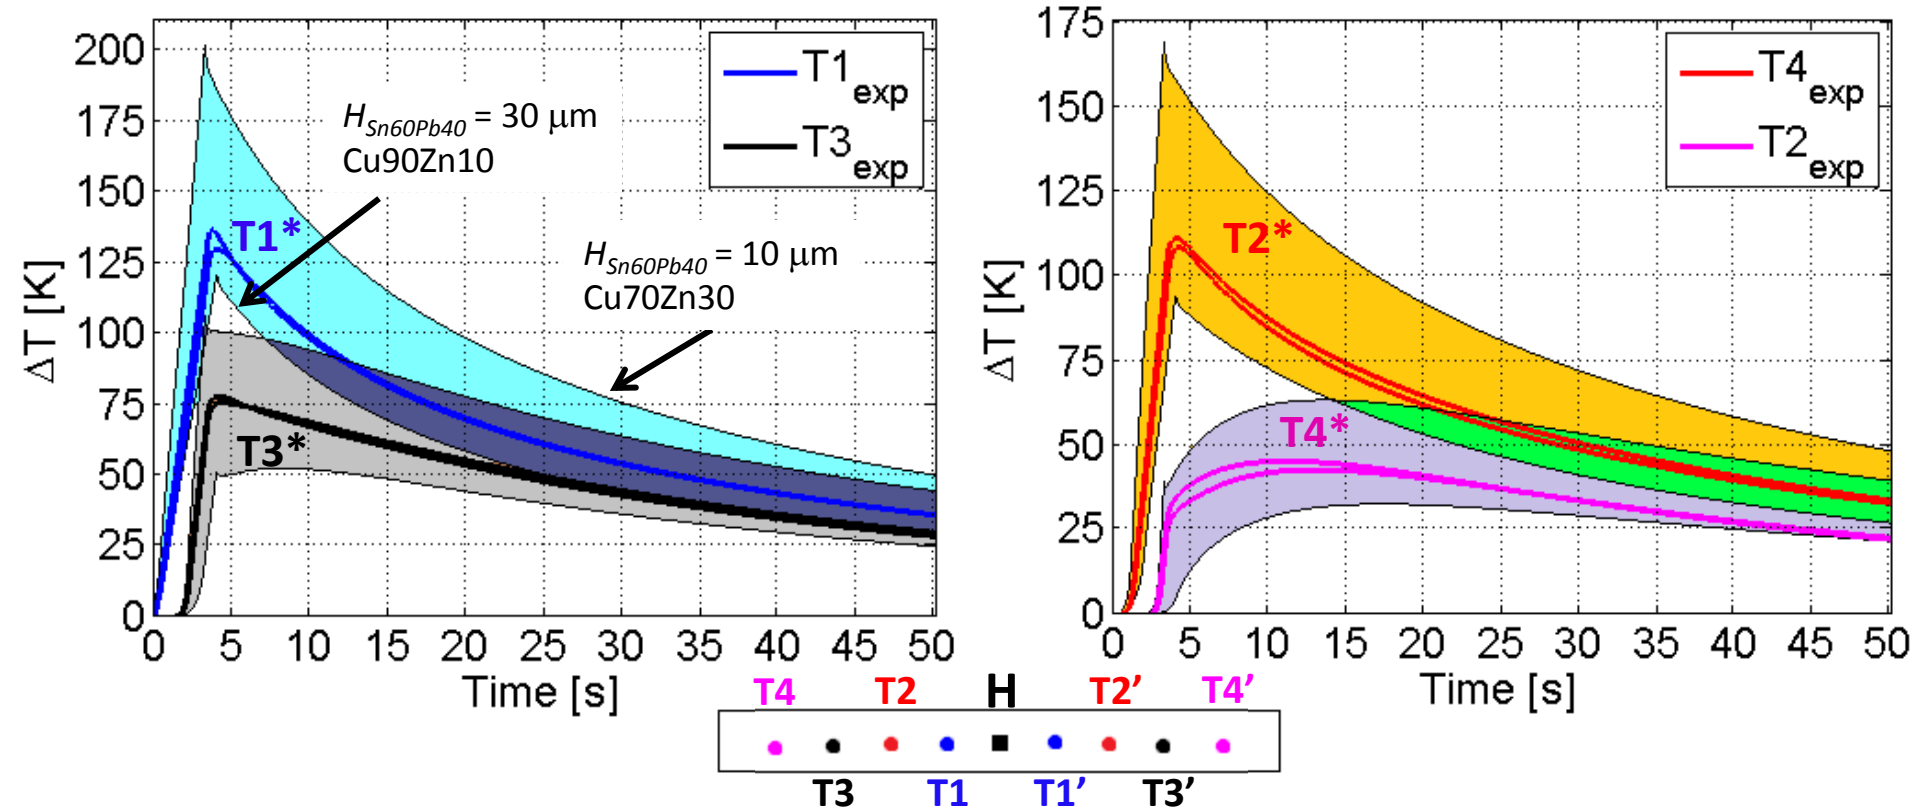 200
175
150
125
100
75
50
25
0
ΔT [K]
0 5 10 15 20 25 30 35 40 45 50
Time [s]
H_Sn60Pb40 = 30 μm
Cu90Zn10
H_Sn60Pb40 = 10 μm
Cu70Zn30
T1*
T3*
T1exp
T3exp
175
150
125
100
75
50
25
0
ΔT [K]
0 5 10 15 20 25 30 35 40 45 50
Time [s]
T2*
T4*
T4exp
T2exp
T4 T2 H T2’ T4’
T3 T1 T1’ T3’